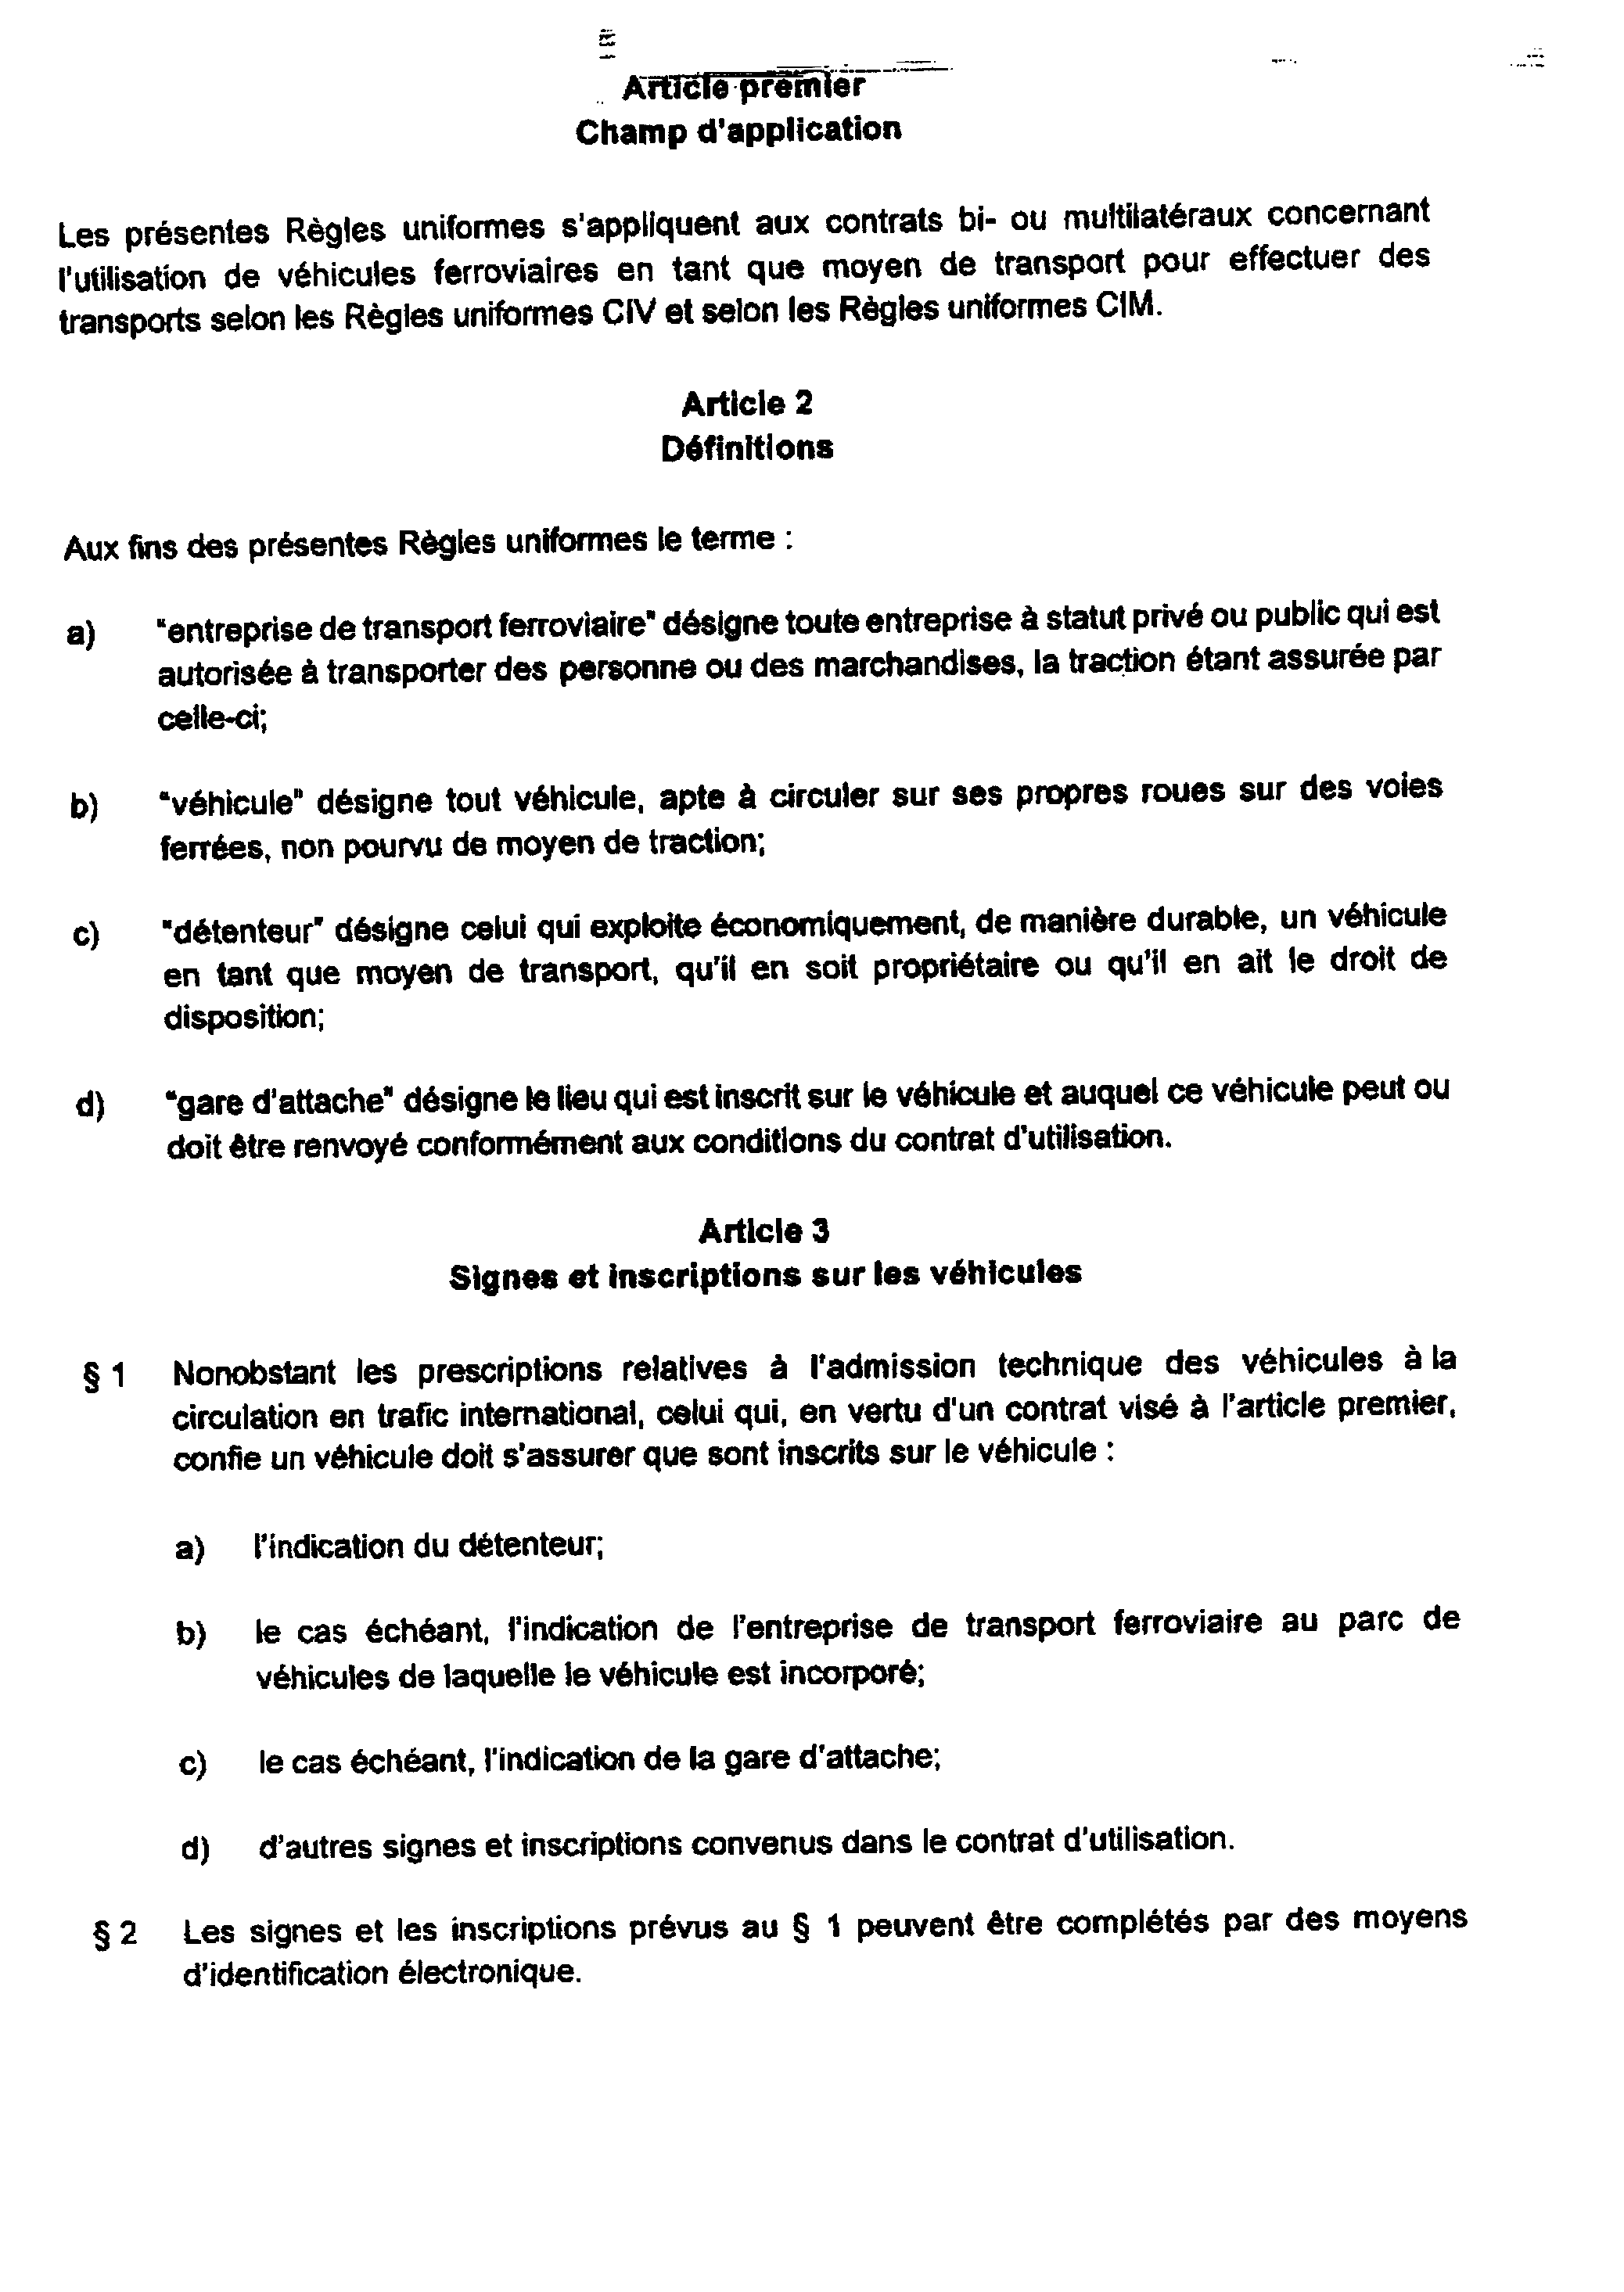 Article premier
Champ d'application
Les présentes Règles uniformes s'appliquent aux contrats bi- ou multilatéraux concernant
l'utilisation de véhicules ferroviaires en tant que moyen de transport pour effectuer des
transports selon les Règles uniformes CIV et selon les Règles uniformes CIM.
Article 2
Définitions
Aux fins des présentes Règles uniformes le terme :
a) "entreprise de transport ferroviaire" désigne toute entreprise à statut privé ou public qui est
autorisée à transporter des personne ou des marchandises, la traction étant assurée par
celle-ci;
b) "véhicule" désigne tout véhicule, apte à circuler sur ses propres roues sur des voies
ferrées, non pourvu de moyen de traction;
c) "détenteur" désigne celui qui exploite économiquement, de manière durable, un véhicule
en tant que moyen de transport, qu'il en soit propriétaire ou qu'il en ait le droit de
disposition;
d) "gare d'attache" désigne le lieu qui est inscrit sur le véhicule et auquel ce véhicule peut ou
doit être renvoyé conformément aux conditions du contrat d'utilisation.
Article 3
Signes et inscriptions sur les véhicules
§ 1 Nonobstant les prescriptions relatives à l'admission technique des véhicules à la
circulation en trafic international, celui qui, en vertu d'un contrat visé à l'article premier,
confie un véhicule doit s'assurer que sont inscrits sur le véhicule :
a) l'indication du détenteur;
b) le cas échéant, l'indication de l'entreprise de transport ferroviaire au parc de
véhicules de laquelle le véhicule est incorporé;
c) le cas échéant, l'indication de la gare d'attache;
d) d'autres signes et inscriptions convenus dans le contrat d'utilisation.
§ 2 Les signes et les inscriptions prévus au § 1 peuvent être complétés par des moyens
d'identification électronique.